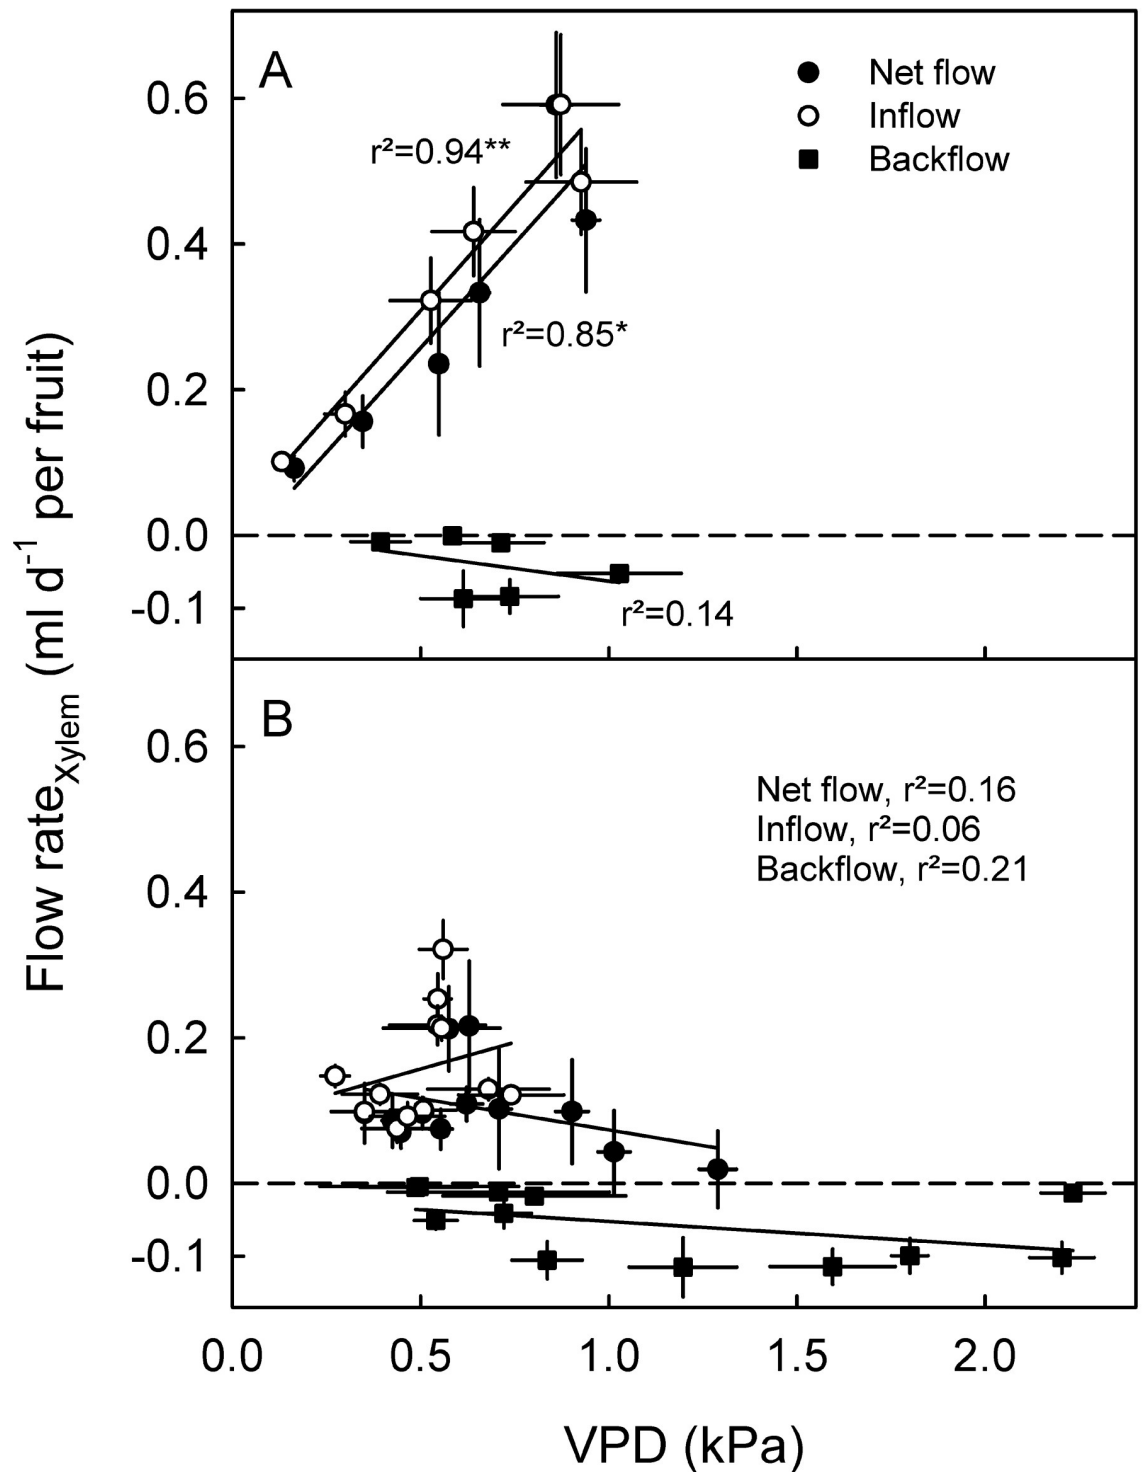 A
Net flow
Inflow
Backflow
r²=0.94**
r²=0.85*
r²=0.14
0.6
0.4
0.2
0.0
-0.1
B
Net flow, r²=0.16
Inflow, r²=0.06
Backflow, r²=0.21
0.6
0.4
0.2
0.0
-0.1
0.0 0.5 1.0 1.5 2.0
VPD (kPa)
Flow rateXylem (ml d-1 per fruit)